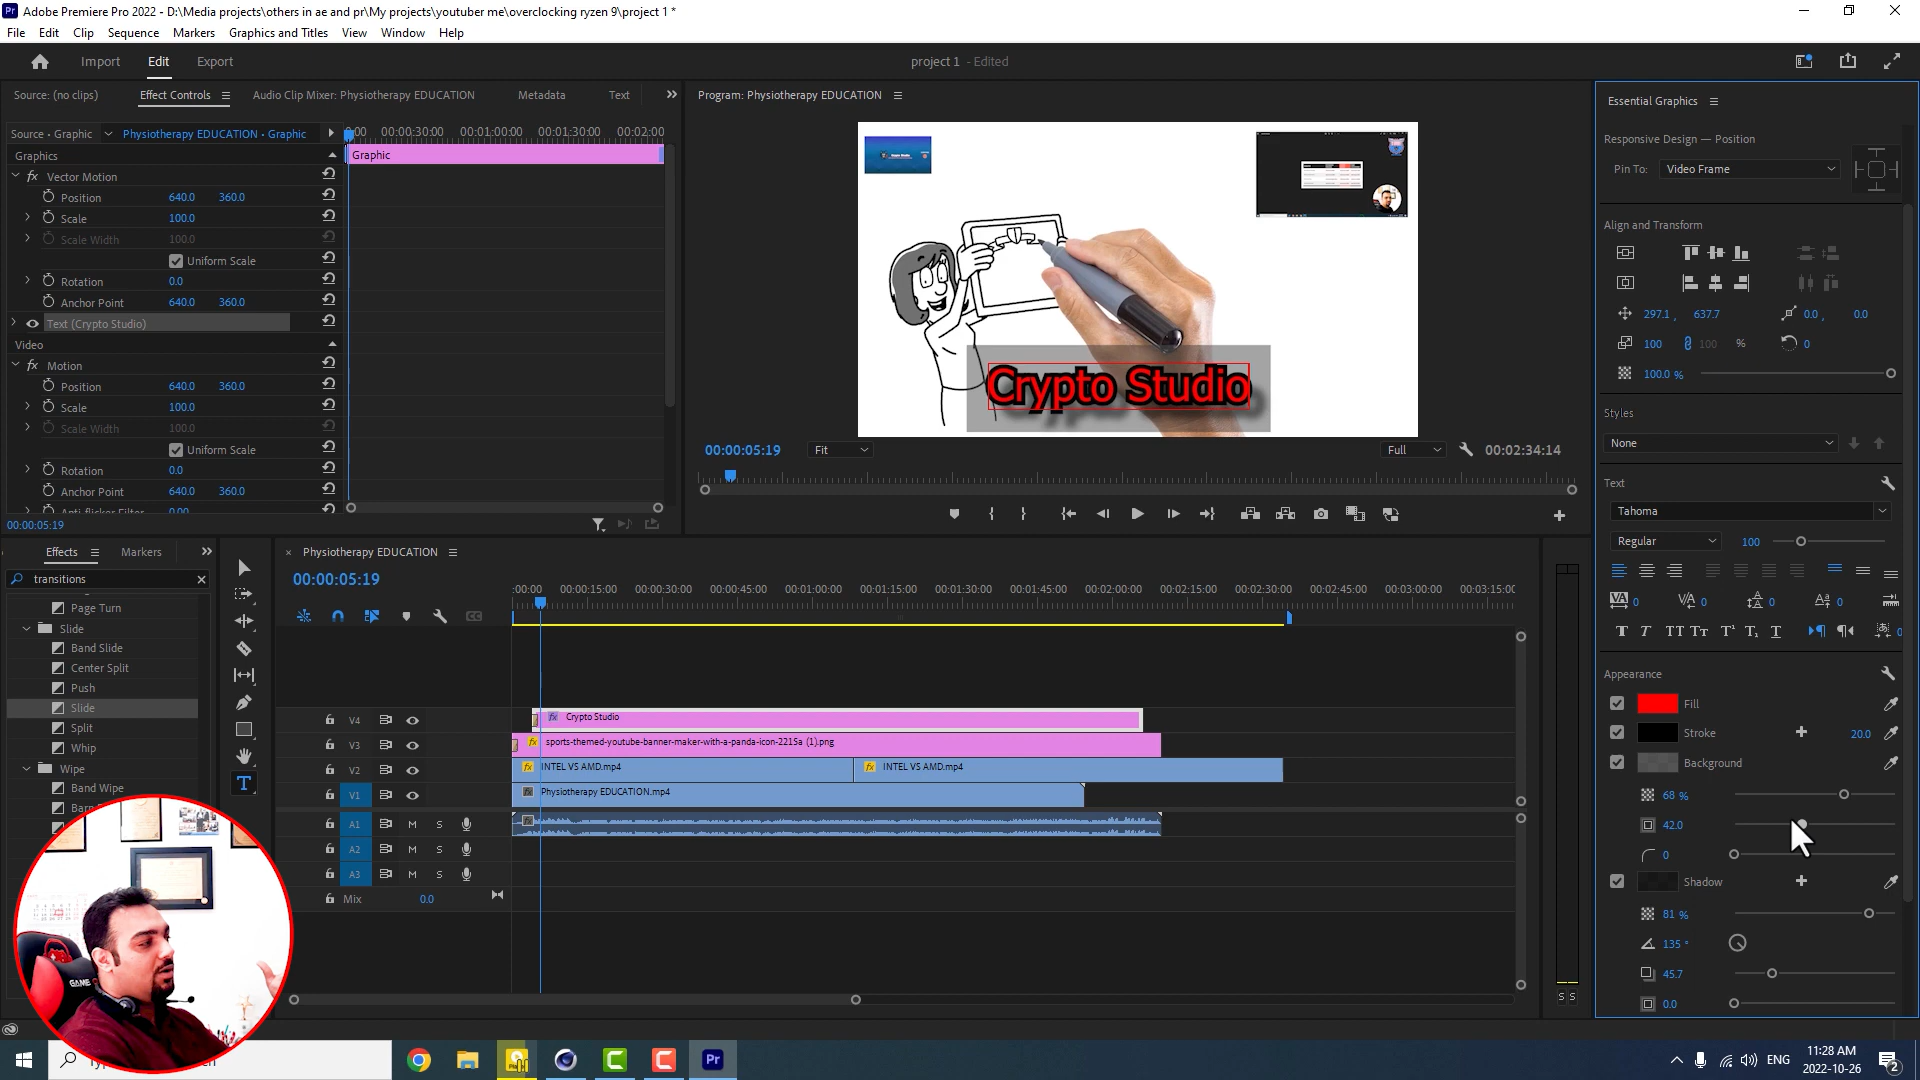 Pr Adobe Premiere Pro 2022 - D:\Media projects\others in ae and pr\My projects\youtuber me\overclocking ryzen 9\project 1 *
File Edit Clip Sequence Markers Graphics and Titles View Window Help
Import Edit Export
project 1 - Edited
Source: (no clips) Effect Controls Audio Clip Mixer: Physiotherapy EDUCATION Metadata Text
Source • Graphic Physiotherapy EDUCATION • Graphic
00:00:30:00 00:01:00:00 00:01:30:00 00:02:00
Graphics
Graphic
fx Vector Motion
Position 640.0 360.0
Scale 100.0
Scale Width 100.0
Uniform Scale
Rotation 0.0
Anchor Point 640.0 360.0
Text (Crypto Studio)
Video
fx Motion
Position 640.0 360.0
Scale 100.0
Scale Width 100.0
Uniform Scale
Rotation 0.0
Anchor Point 640.0 360.0
Anti-flicker Filter 0.00
00:00:05:19
Program: Physiotherapy EDUCATION
Crypto Studio
00:00:05:19 Fit Full 00:02:34:14
Essential Graphics
Responsive Design — Position
Pin To: Video Frame
Align and Transform
297.1 , 637.7 0.0 , 0.0
100 100 % 0
100.0 %
Styles
None
Text
Tahoma
Regular 100
0 0 0 0
T T TT Tт T¹ T, T 0
Appearance
Fill
Stroke 20.0
Background
68 %
42.0
0
Shadow
81 %
135 °
45.7
0.0
Effects Markers
transitions
Page Turn
Slide
Band Slide
Center Split
Push
Slide
Split
Whip
Wipe
Band Wipe
Physiotherapy EDUCATION
00:00:05:19
:00:00 00:00:15:00 00:00:30:00 00:00:45:00 00:01:00:00 00:01:15:00 00:01:30:00 00:01:45:00 00:02:00:00 00:02:15:00 00:02:30:00 00:02:45:00 00:03:00:00 00:03:15:00
V4 fx Crypto Studio
V3 fx sports-themed-youtube-banner-maker-with-a-panda-icon-2215a (1).png
V2 fx INTEL VS AMD.mp4 fx INTEL VS AMD.mp4
V1 fx Physiotherapy EDUCATION.mp4
A1 M S
A2 M S
A3 M S
Mix 0.0
S S
GAME
ENG
11:28 AM
2022-10-26
2